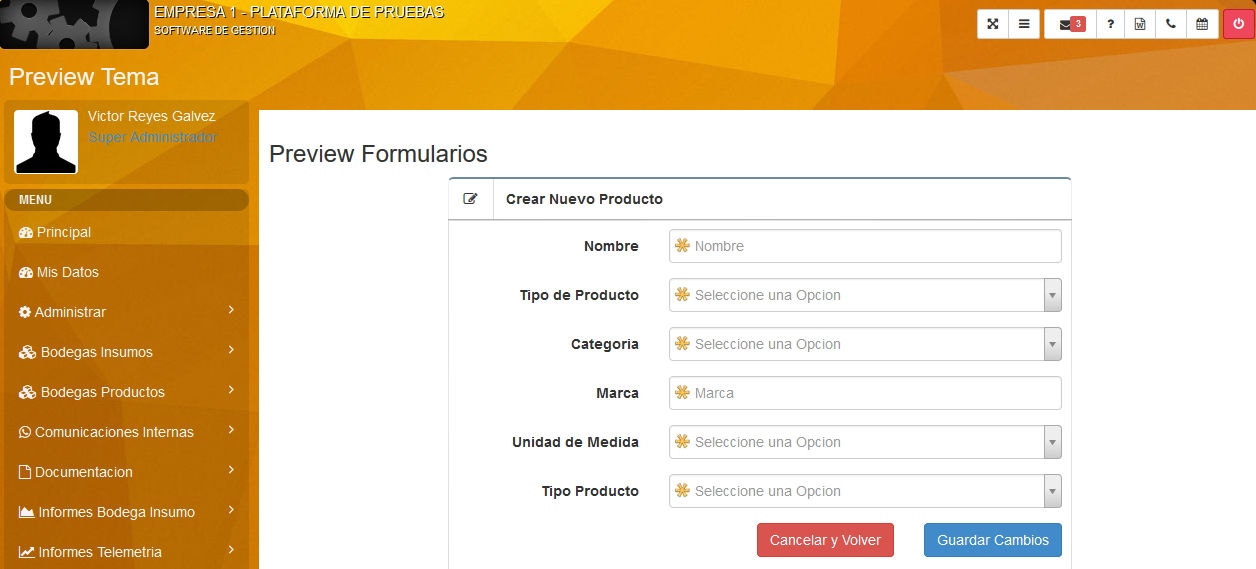 EMPRESA 1 - PLATAFORMA DE PRUEBAS
SOFTWARE DE GESTION
3
?
Preview Tema
Victor Reyes Galvez
Super Administrador
MENU
Principal
Mis Datos
Administrar
Bodegas Insumos
Bodegas Productos
Comunicaciones Internas
Documentacion
Informes Bodega Insumo
Informes Telemetria
Preview Formularios
Crear Nuevo Producto
Nombre Nombre
Tipo de Producto Seleccione una Opcion
Categoria Seleccione una Opcion
Marca Marca
Unidad de Medida Seleccione una Opcion
Tipo Producto Seleccione una Opcion
Cancelar y Volver Guardar Cambios